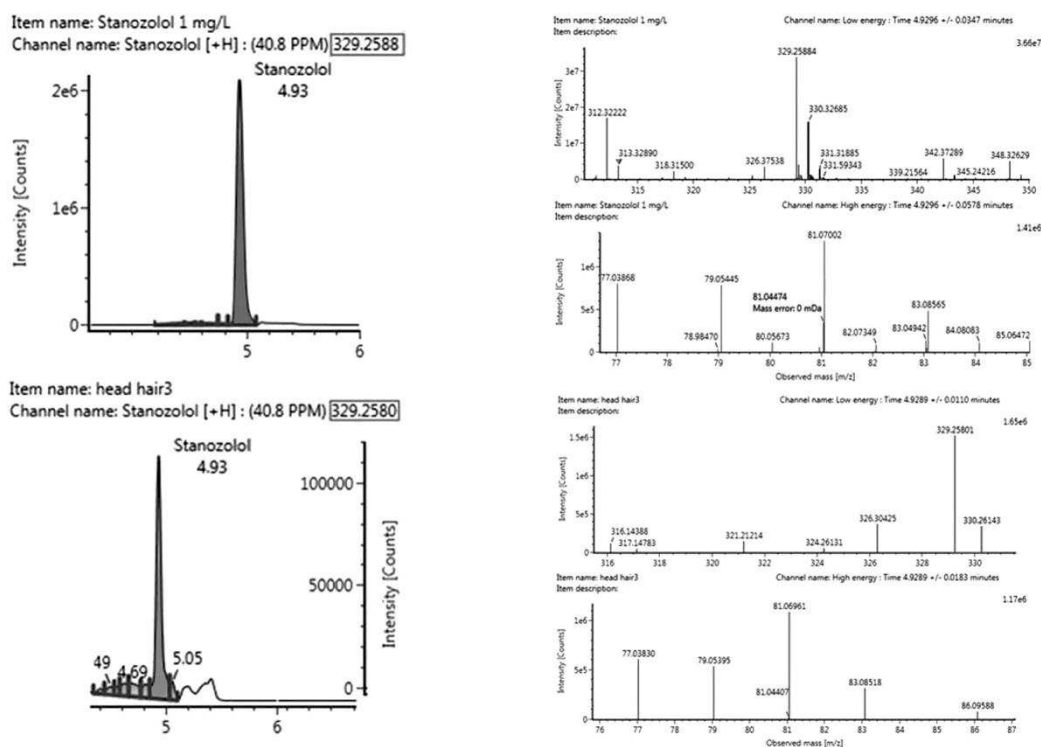 Item name: Stanozolol 1 mg/L
Channel name: Stanozolol [+H] : (40.8 PPM) 329.2588
Stanozolol
4.93
2e6
1e6
0
Intensity [Counts]
5
6
Item name: head hair3
Channel name: Stanozolol [+H] : (40.8 PPM) 329.2580
Stanozolol
4.93
100000
50000
0
Intensity [Counts]
49
4.69
5.05
5
6
Item name: Stanozolol 1 mg/L
Channel name: Low energy : Time 4.9296 +/- 0.0347 minutes
Item description:
3.66e7
329.25884
3e7
2e7
1e7
0
Intensity [Counts]
312.32222
313.32890
318.31500
326.37538
330.32685
331.31885
331.59343
339.21564
342.37289
345.24216
348.32629
315
320
325
330
335
340
345
350
Item name: Stanozolol 1 mg/L
Channel name: High energy : Time 4.9296 +/- 0.0578 minutes
Item description:
1.41e6
81.07002
1e6
5e5
0
Intensity [Counts]
77.03868
79.05445
81.04474
Mass error: 0 mDa
78.98470
80.05673
82.07349
83.04942
83.08565
84.08083
85.06472
77
78
79
80
81
82
83
84
85
Observed mass [m/z]
Item name: head hair3
Channel name: Low energy : Time 4.9289 +/- 0.0110 minutes
Item description:
1.65e6
329.25801
1.5e6
1e6
5e5
0
Intensity [Counts]
316.14388
317.14783
321.21214
324.26131
326.30425
330.26143
316
318
320
322
324
326
328
330
Item name: head hair3
Channel name: High energy : Time 4.9289 +/- 0.0183 minutes
Item description:
1.17e6
81.06961
1e6
5e5
0
Intensity [Counts]
77.03830
79.05395
81.04407
83.08518
86.09588
76
77
78
79
80
81
82
83
84
85
86
87
Observed mass [m/z]